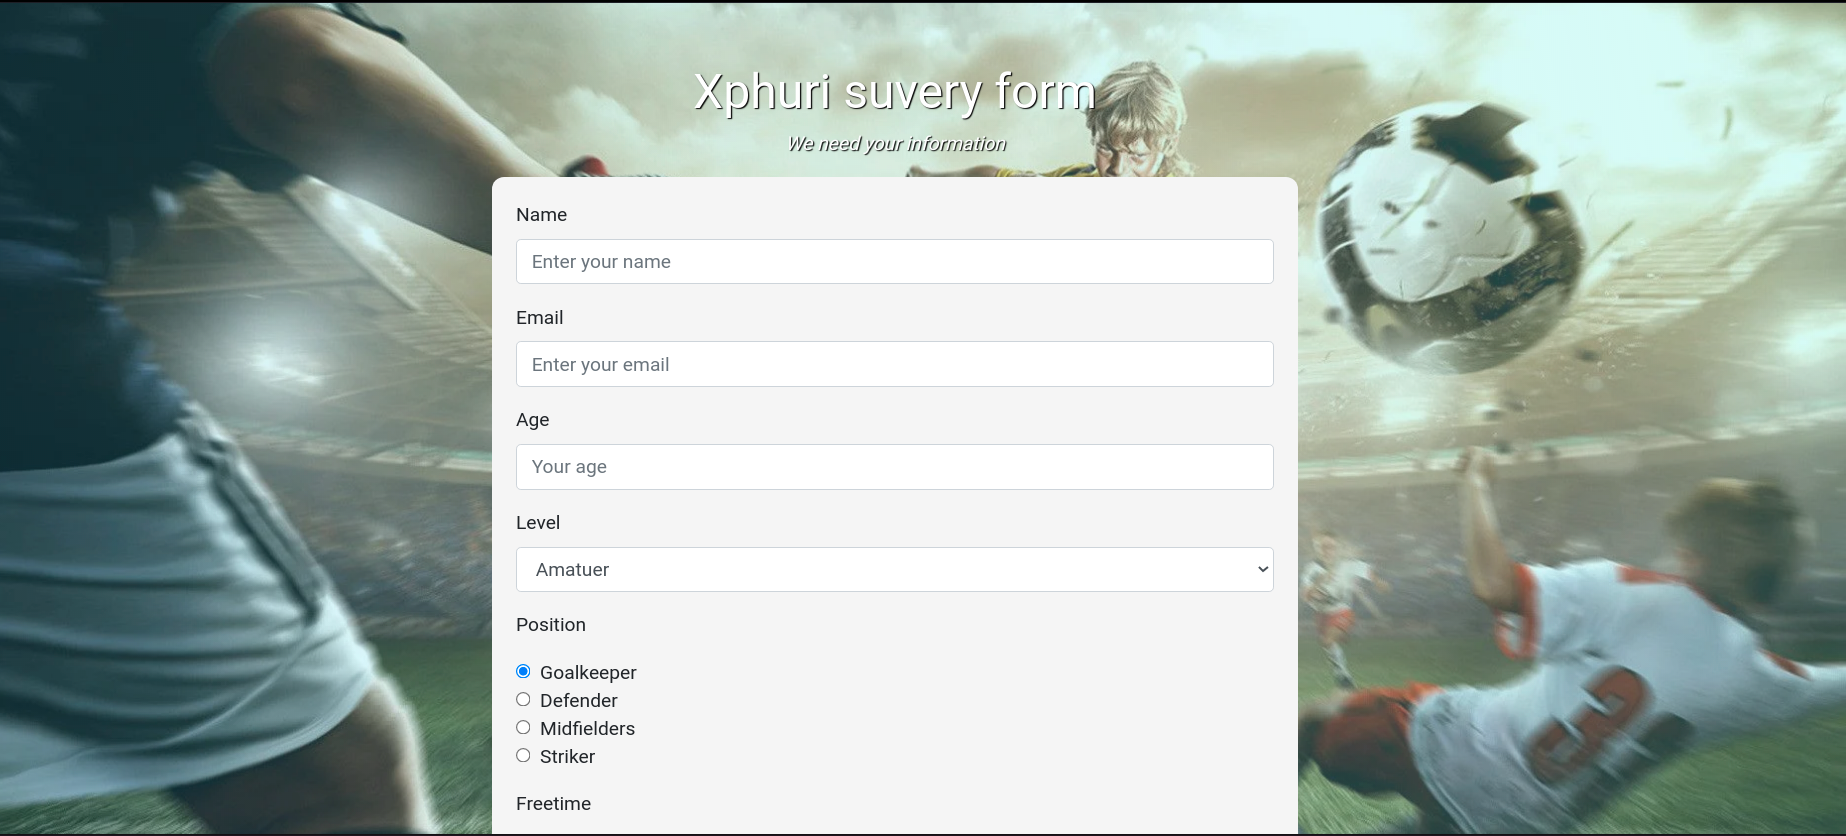 Xphuri suvery form
We need your information
Name
Enter your name
Email
Enter your email
Age
Your age
Level
Amatuer
Position
Goalkeeper
Defender
Midfielders
Striker
Freetime
3